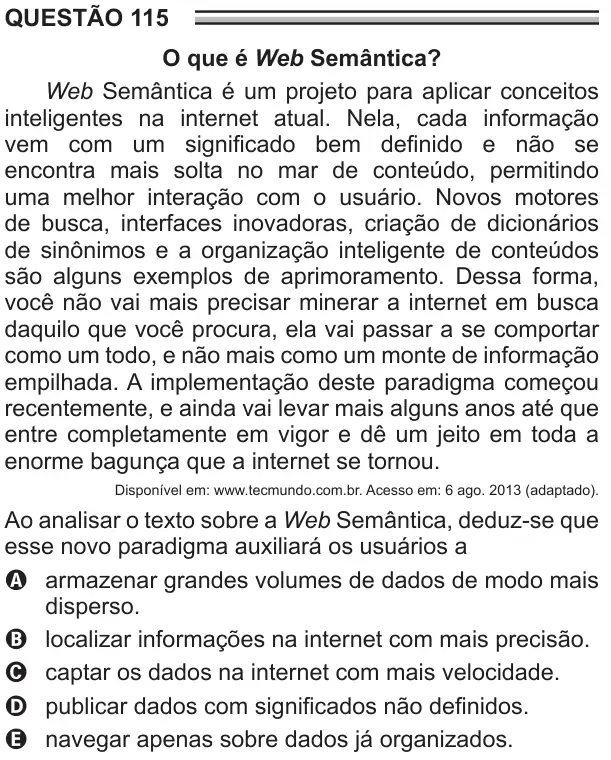 QUESTÃO 115
O que é Web Semântica?
Web Semântica é um projeto para aplicar conceitos
inteligentes na internet atual. Nela, cada informação
vem com um significado bem definido e não se
encontra mais solta no mar de conteúdo, permitindo
uma melhor interação com o usuário. Novos motores
de busca, interfaces inovadoras, criação de dicionários
de sinônimos e a organização inteligente de conteúdos
são alguns exemplos de aprimoramento. Dessa forma,
você não vai mais precisar minerar a internet em busca
daquilo que você procura, ela vai passar a se comportar
como um todo, e não mais como um monte de informação
empilhada. A implementação deste paradigma começou
recentemente, e ainda vai levar mais alguns anos até que
entre completamente em vigor e dê um jeito em toda a
enorme bagunça que a internet se tornou.
Disponível em: www.tecmundo.com.br. Acesso em: 6 ago. 2013 (adaptado).
Ao analisar o texto sobre a Web Semântica, deduz-se que
esse novo paradigma auxiliará os usuários a
A armazenar grandes volumes de dados de modo mais
disperso.
B localizar informações na internet com mais precisão.
C captar os dados na internet com mais velocidade.
D publicar dados com significados não definidos.
E navegar apenas sobre dados já organizados.